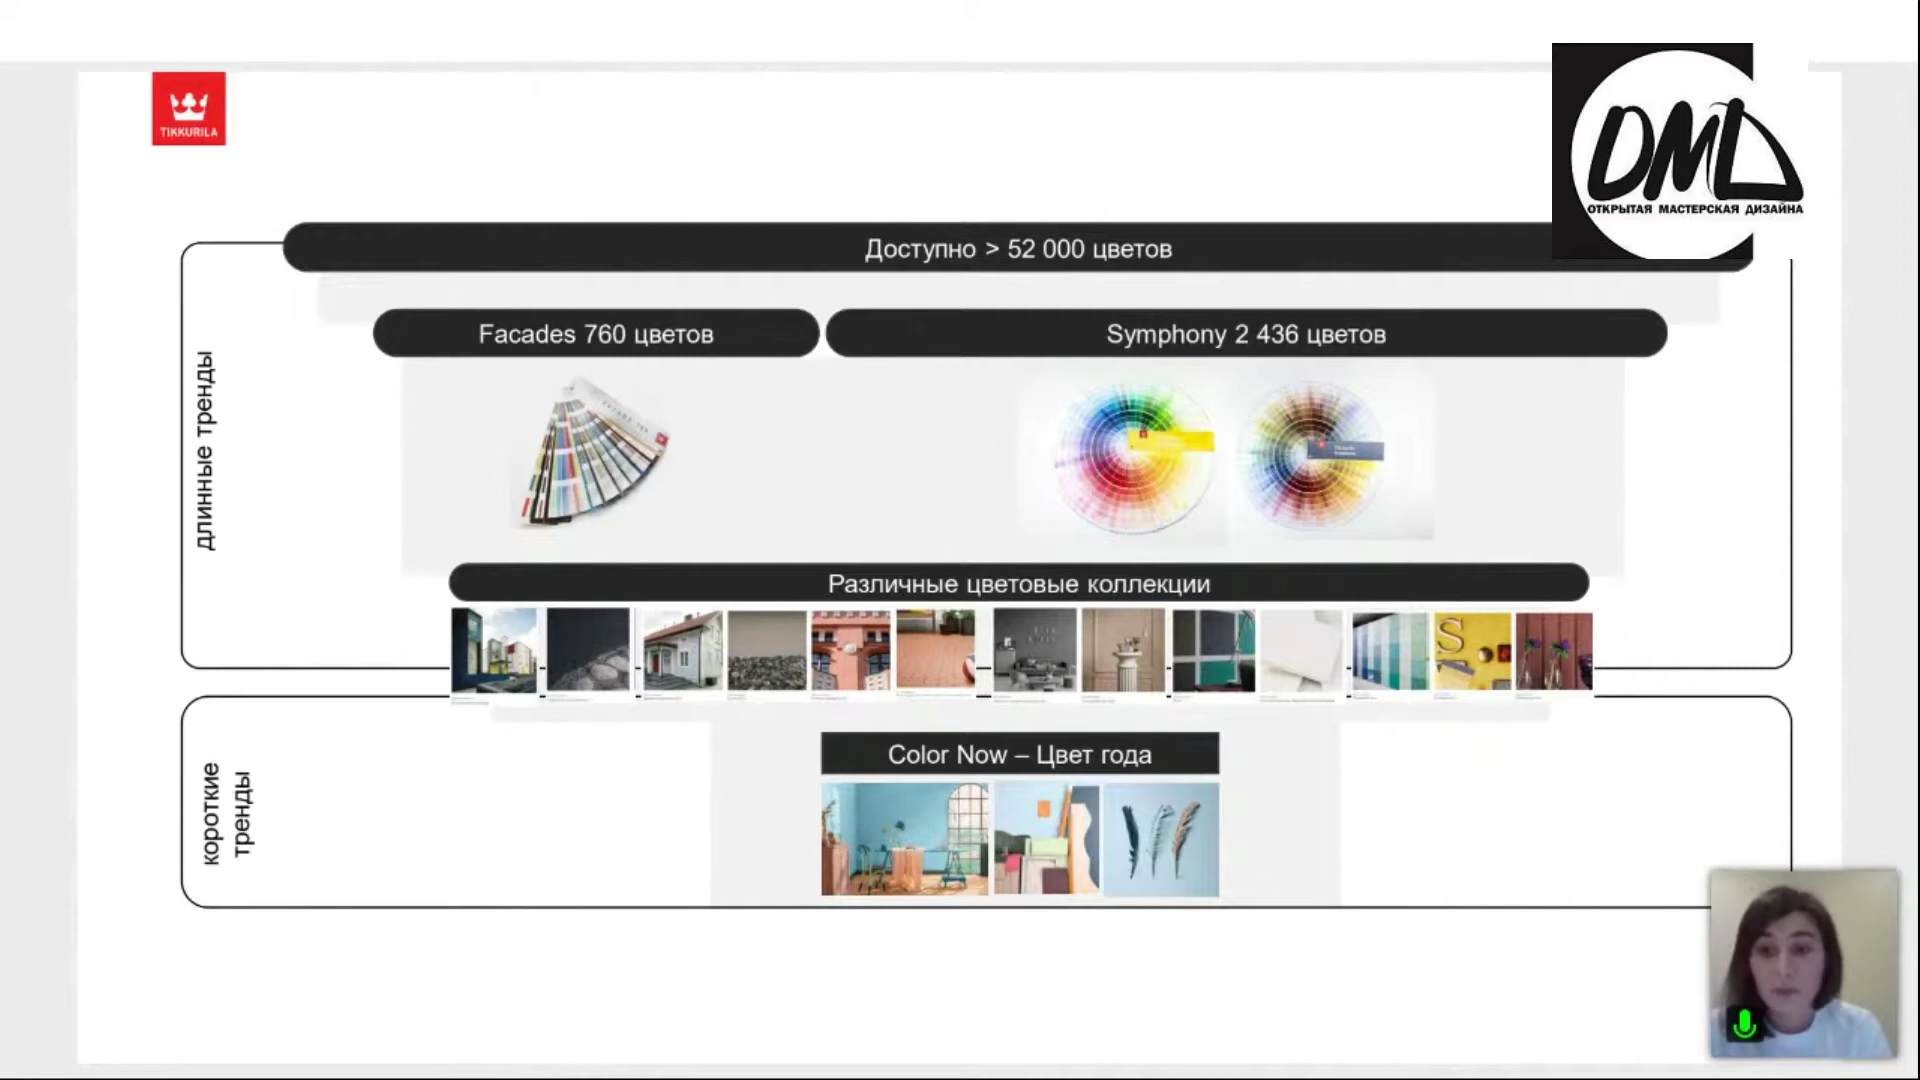 TIKKURILA
DMD
ОТКРЫТАЯ МАСТЕРСКАЯ ДИЗАЙНА
Доступно > 52 000 цветов
длинные тренды
Facades 760 цветов
Symphony 2 436 цветов
Различные цветовые коллекции
короткие
тренды
Color Now – Цвет года